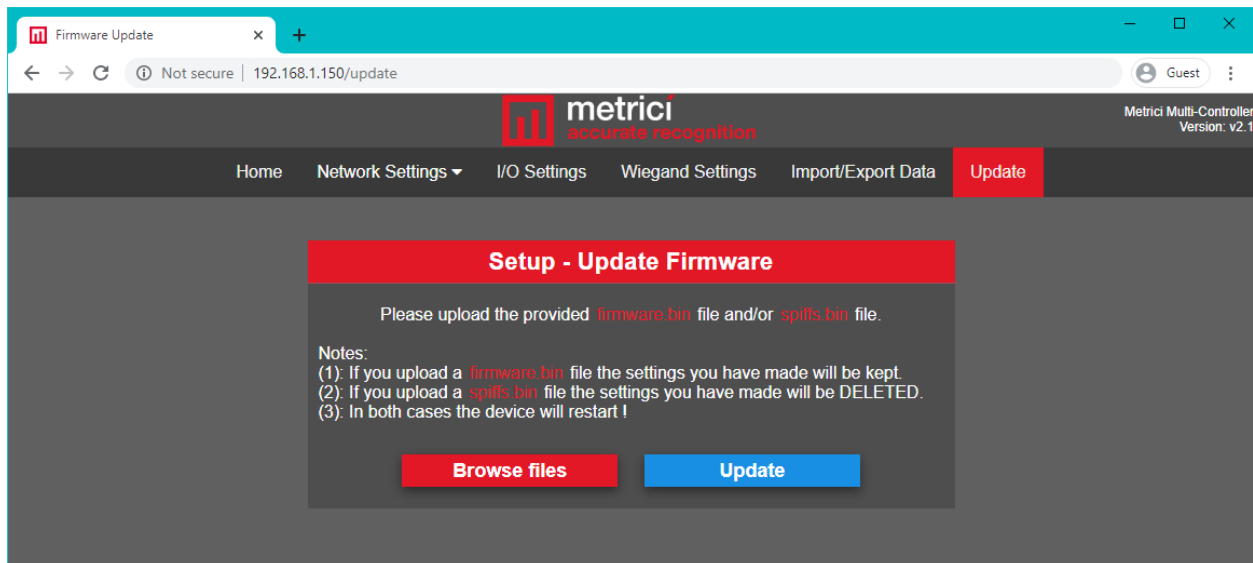 Firmware Update
Not secure | 192.168.1.150/update
Guest
metrici
accurate recognition
Metrici Multi-Controller
Version: v2.1
Home Network Settings I/O Settings Wiegand Settings Import/Export Data Update
Setup - Update Firmware
Please upload the provided firmware.bin file and/or spiffs.bin file.
Notes:
(1): If you upload a firmware.bin file the settings you have made will be kept.
(2): If you upload a spiffs.bin file the settings you have made will be DELETED.
(3): In both cases the device will restart !
Browse files Update